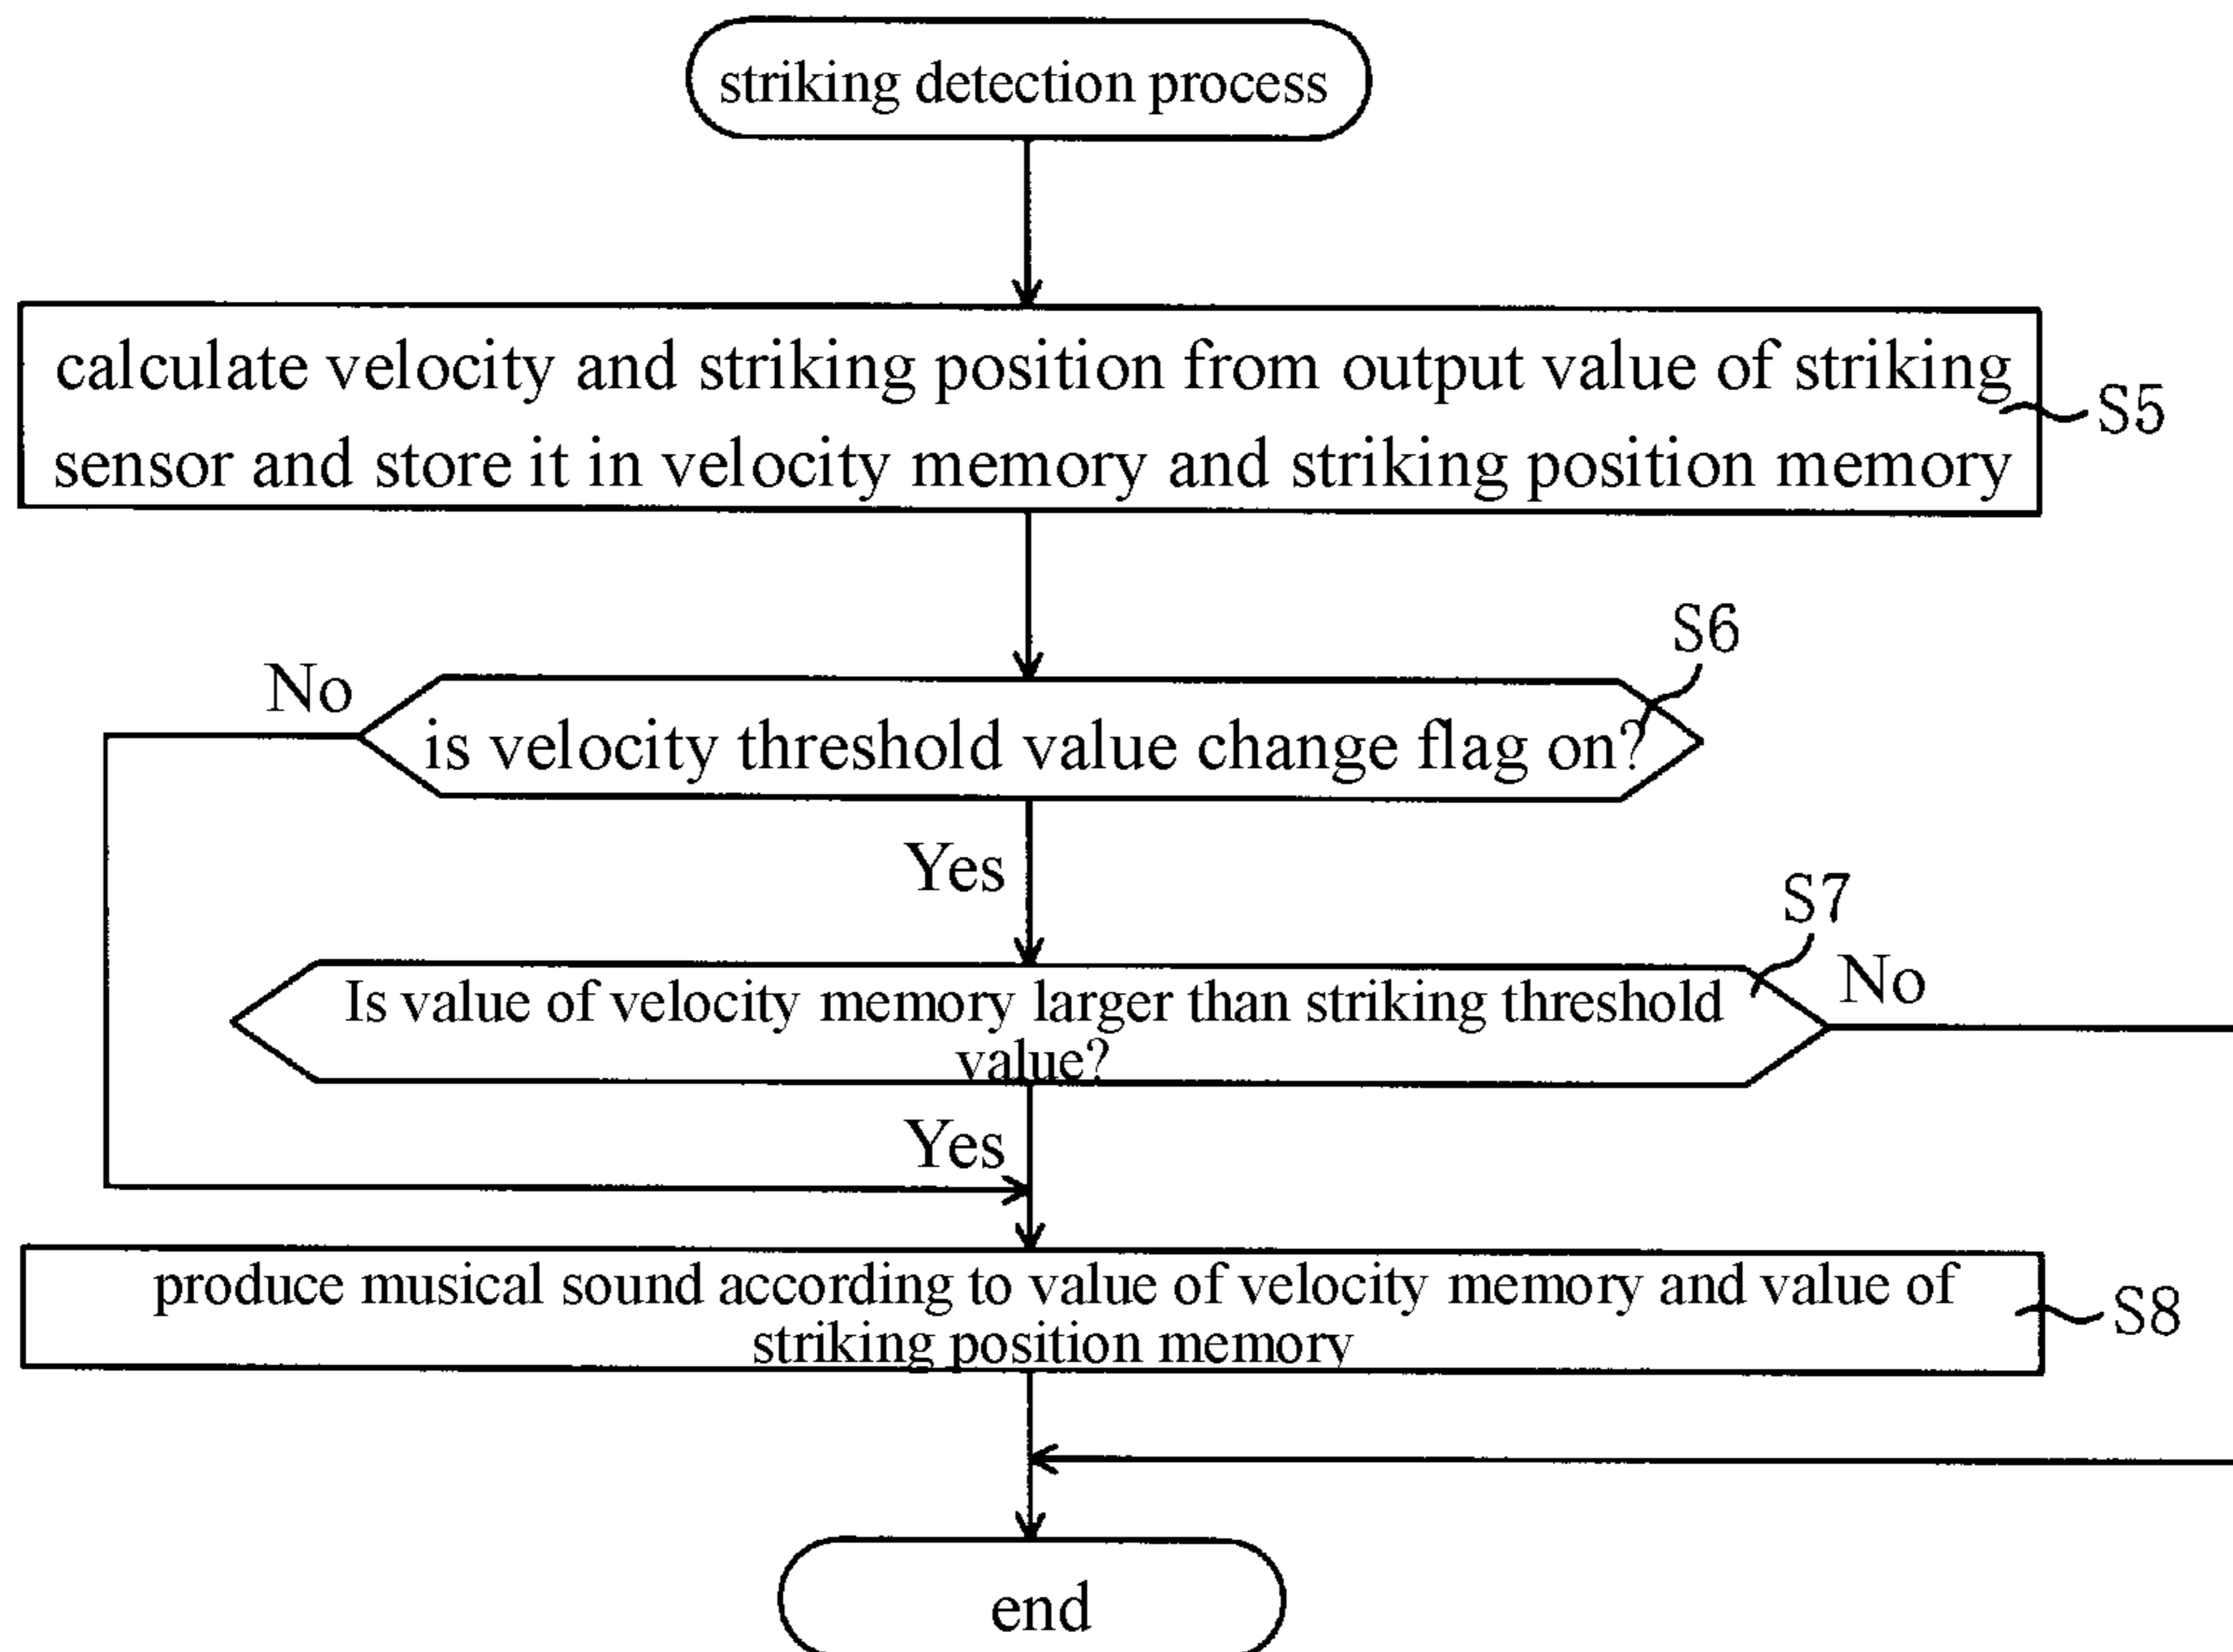 striking detection process
calculate velocity and striking position from output value of striking
sensor and store it in velocity memory and striking position memory
S5
S6
No
is velocity threshold value change flag on?
Yes
S7
No
Is value of velocity memory larger than striking threshold
value?
Yes
produce musical sound according to value of velocity memory and value of
striking position memory
S8
end